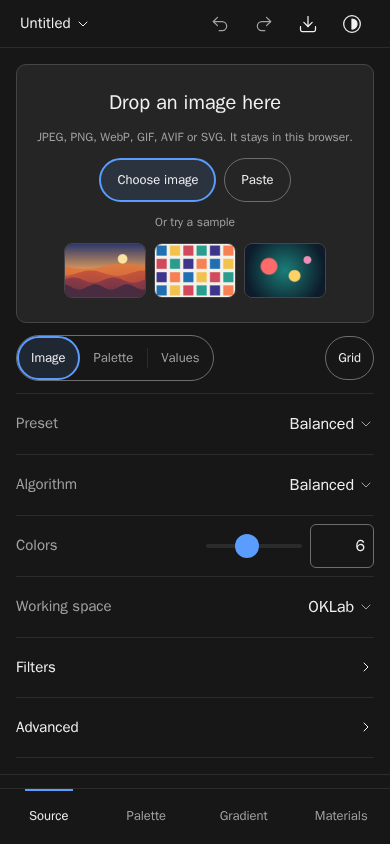 Untitled
Drop an image here
JPEG, PNG, WebP, GIF, AVIF or SVG. It stays in this browser.
Choose image Paste
Or try a sample
Image Palette Values Grid
Preset Balanced
Algorithm Balanced
Colors 6
Working space OKLab
Filters
Advanced
Source Palette Gradient Materials